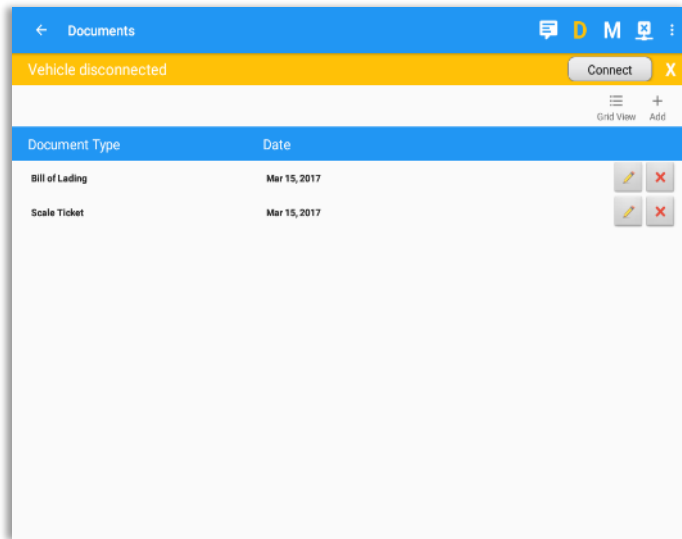 Documents D M
Vehicle disconnected Connect X
Grid View Add
Document Type Date
Bill of Lading Mar 15, 2017
Scale Ticket Mar 15, 2017